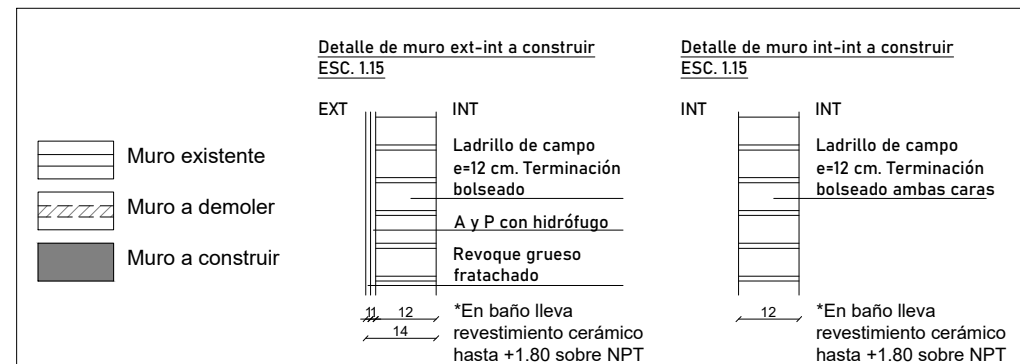 Muro existente
Muro a demoler
Muro a construir
Detalle de muro ext-int a construir
ESC. 1.15
EXT
INT
Ladrillo de campo
e=12 cm. Terminación
bolseado
A y P con hidrófugo
Revoque grueso
fratachado
11 12
14
*En baño lleva
revestimiento cerámico
hasta +1.80 sobre NPT
Detalle de muro int-int a construir
ESC. 1.15
INT
INT
Ladrillo de campo
e=12 cm. Terminación
bolseado ambas caras
12
*En baño lleva
revestimiento cerámico
hasta +1.80 sobre NPT